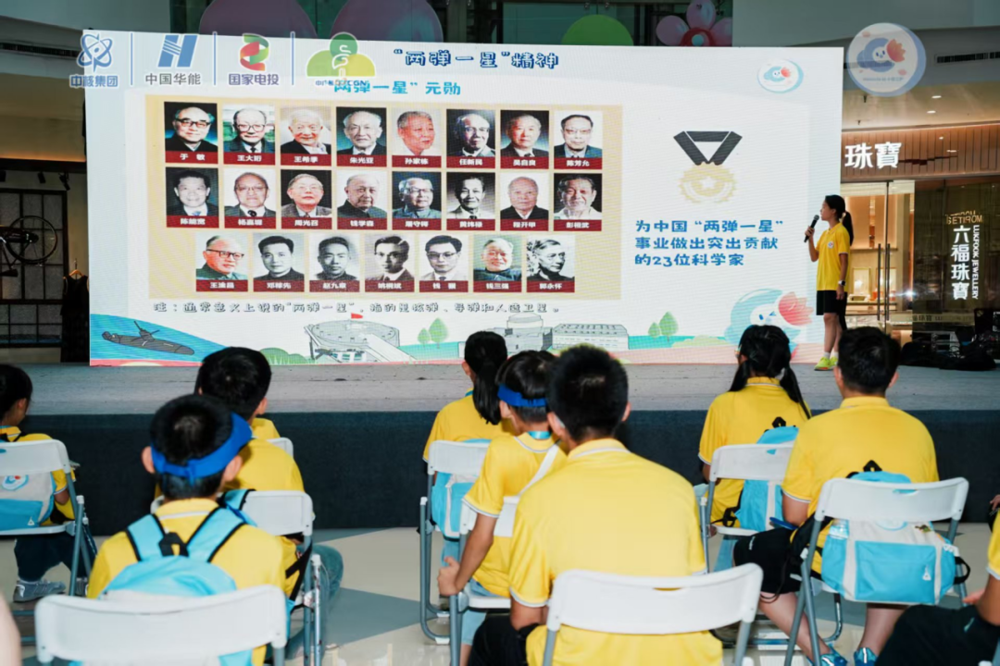 “两弹一星”精神
中核集团
中国华能
国家电投
“两弹一星”元勋
于 敏
王大珩
王希季
朱光亚
孙家栋
任新民
吴自良
陈芳允
陈能宽
杨嘉墀
周光召
钱学森
屠守锷
黄纬禄
程开甲
彭桓武
王淦昌
邓稼先
赵九章
姚桐斌
钱 骥
钱三强
郭永怀
为中国“两弹一星”
事业做出突出贡献
的23位科学家
注：通常意义上说的“两弹一星”，指的是核弹、导弹和人造卫星。
珠寶
六福珠寶
LUKFOOK JEWELLERY